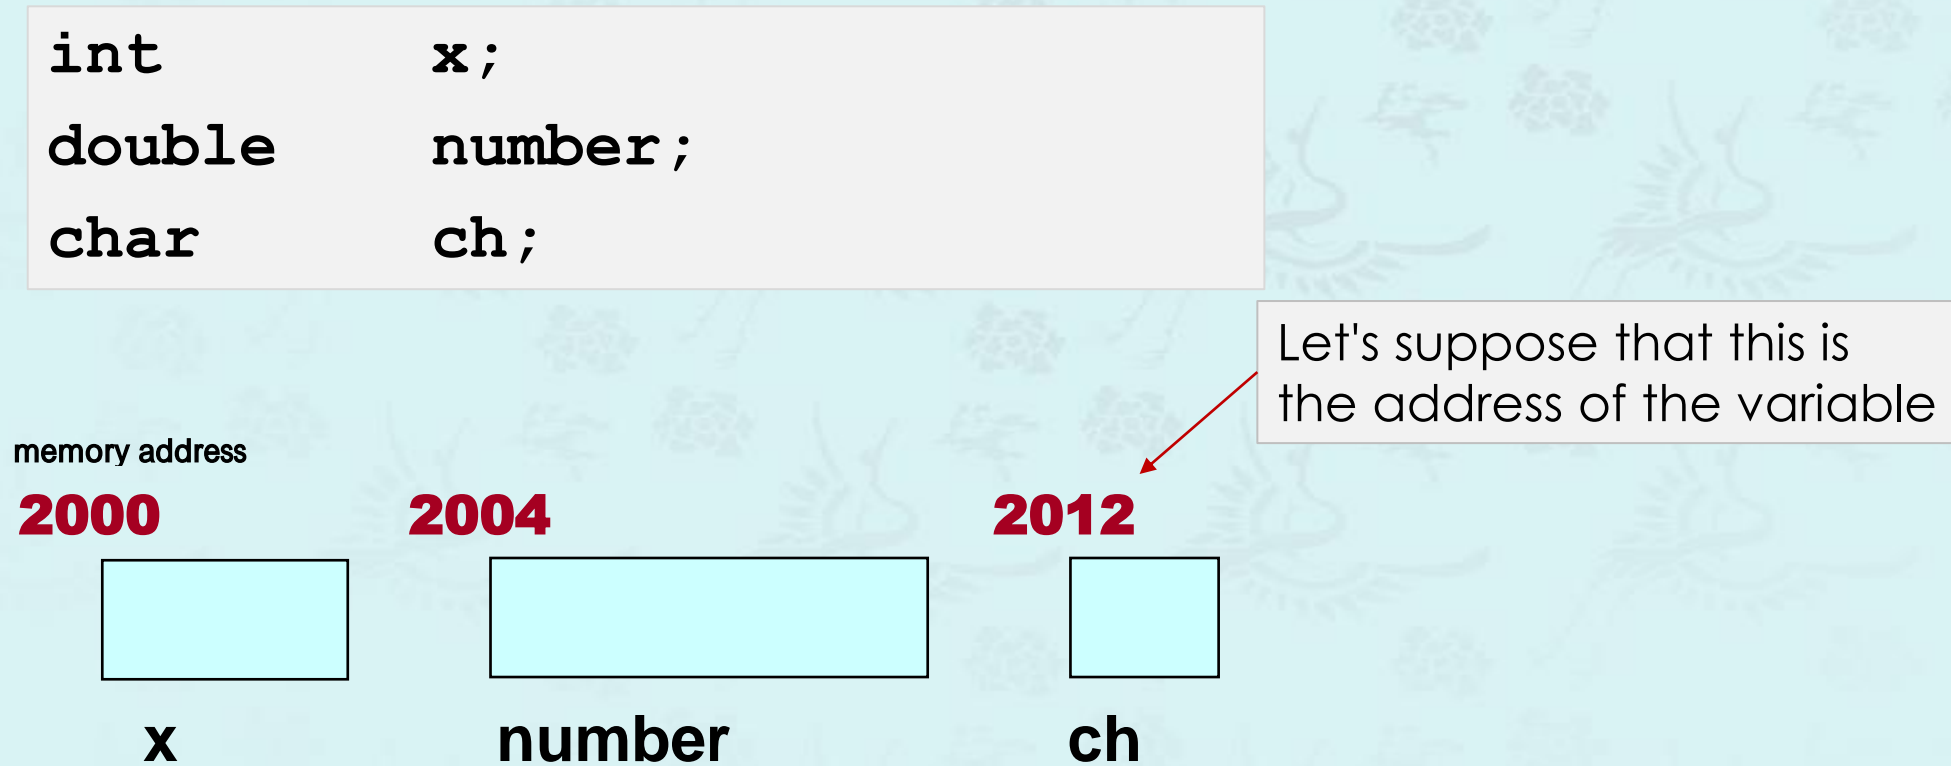 int x;
double number;
char ch;
Let's suppose that this is
the address of the variable
memory address
2000 2004 2012
x number ch